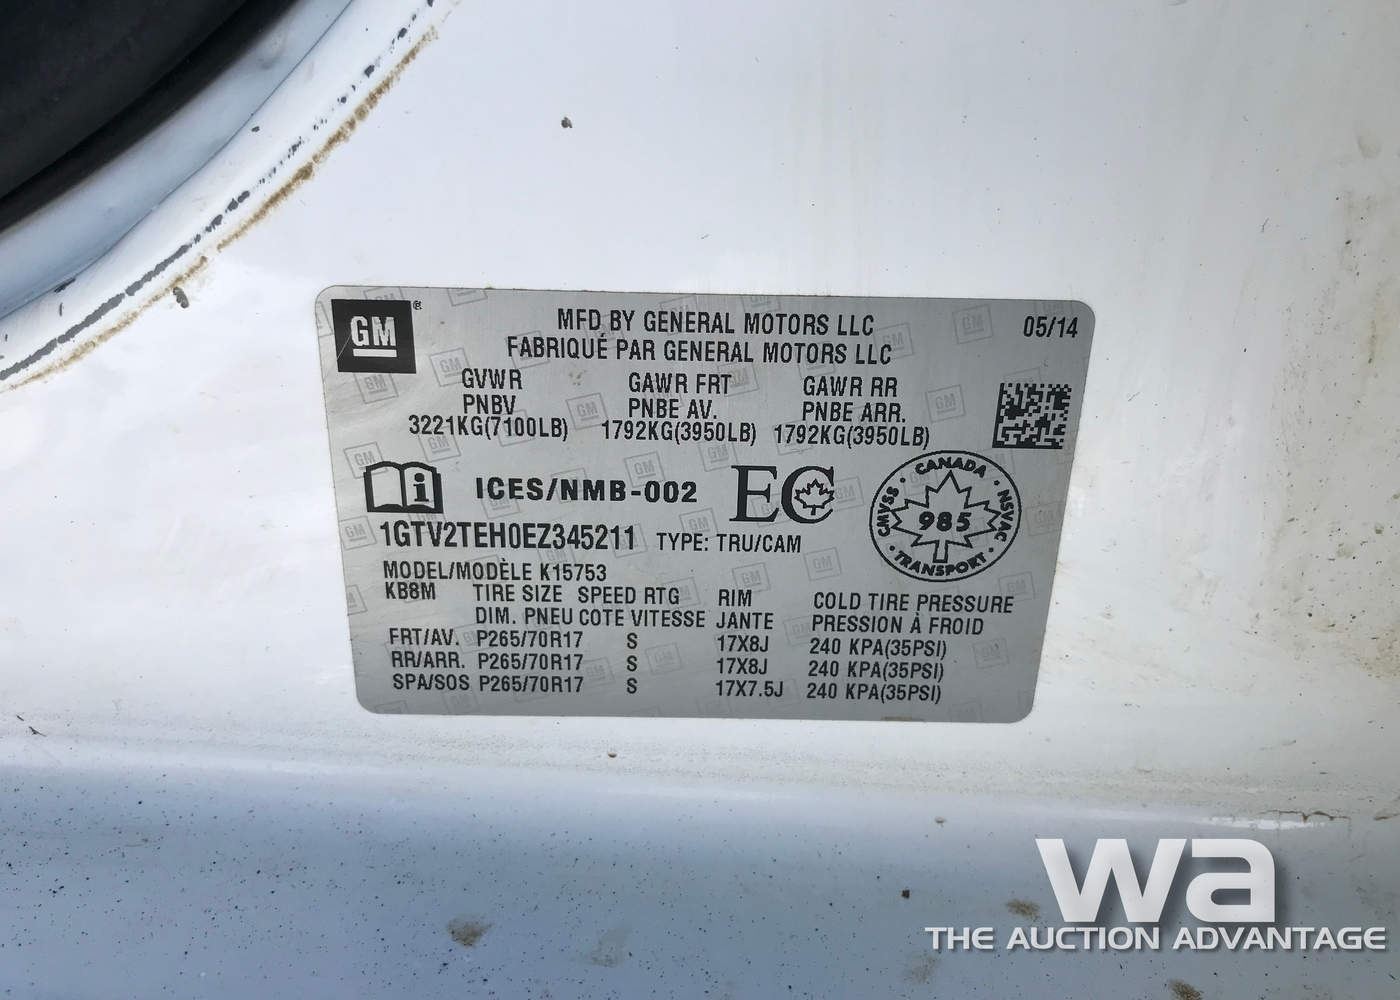 GM
MFD BY GENERAL MOTORS LLC 05/14
FABRIQUÉ PAR GENERAL MOTORS LLC
GVWR GAWR FRT GAWR RR
PNBV PNBE AV. PNBE ARR.
3221KG(7100LB) 1792KG(3950LB) 1792KG(3950LB)
i ICES/NMB-002 EC
CANADA
CMVSS 985 NSVAC
TRANSPORT
1GTV2TEH0EZ345211 TYPE: TRU/CAM
MODEL/MODÈLE K15753
KB8M TIRE SIZE SPEED RTG RIM COLD TIRE PRESSURE
DIM. PNEU COTE VITESSE JANTE PRESSION À FROID
FRT/AV. P265/70R17 S 17X8J 240 KPA(35PSI)
RR/ARR. P265/70R17 S 17X8J 240 KPA(35PSI)
SPA/SOS P265/70R17 S 17X7.5J 240 KPA(35PSI)
wa
THE AUCTION ADVANTAGE